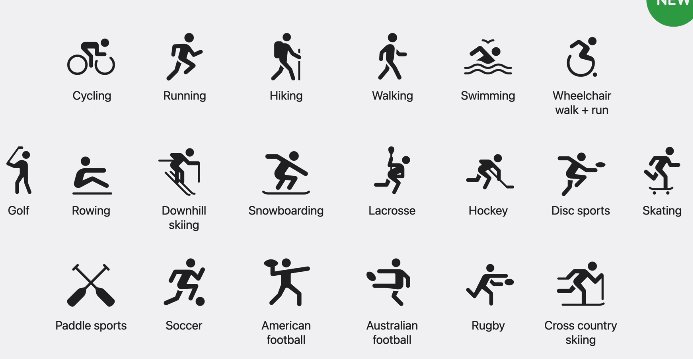 NEW
Cycling
Running
Hiking
Walking
Swimming
Wheelchair
walk + run
Golf
Rowing
Downhill
skiing
Snowboarding
Lacrosse
Hockey
Disc sports
Skating
Paddle sports
Soccer
American
football
Australian
football
Rugby
Cross country
skiing